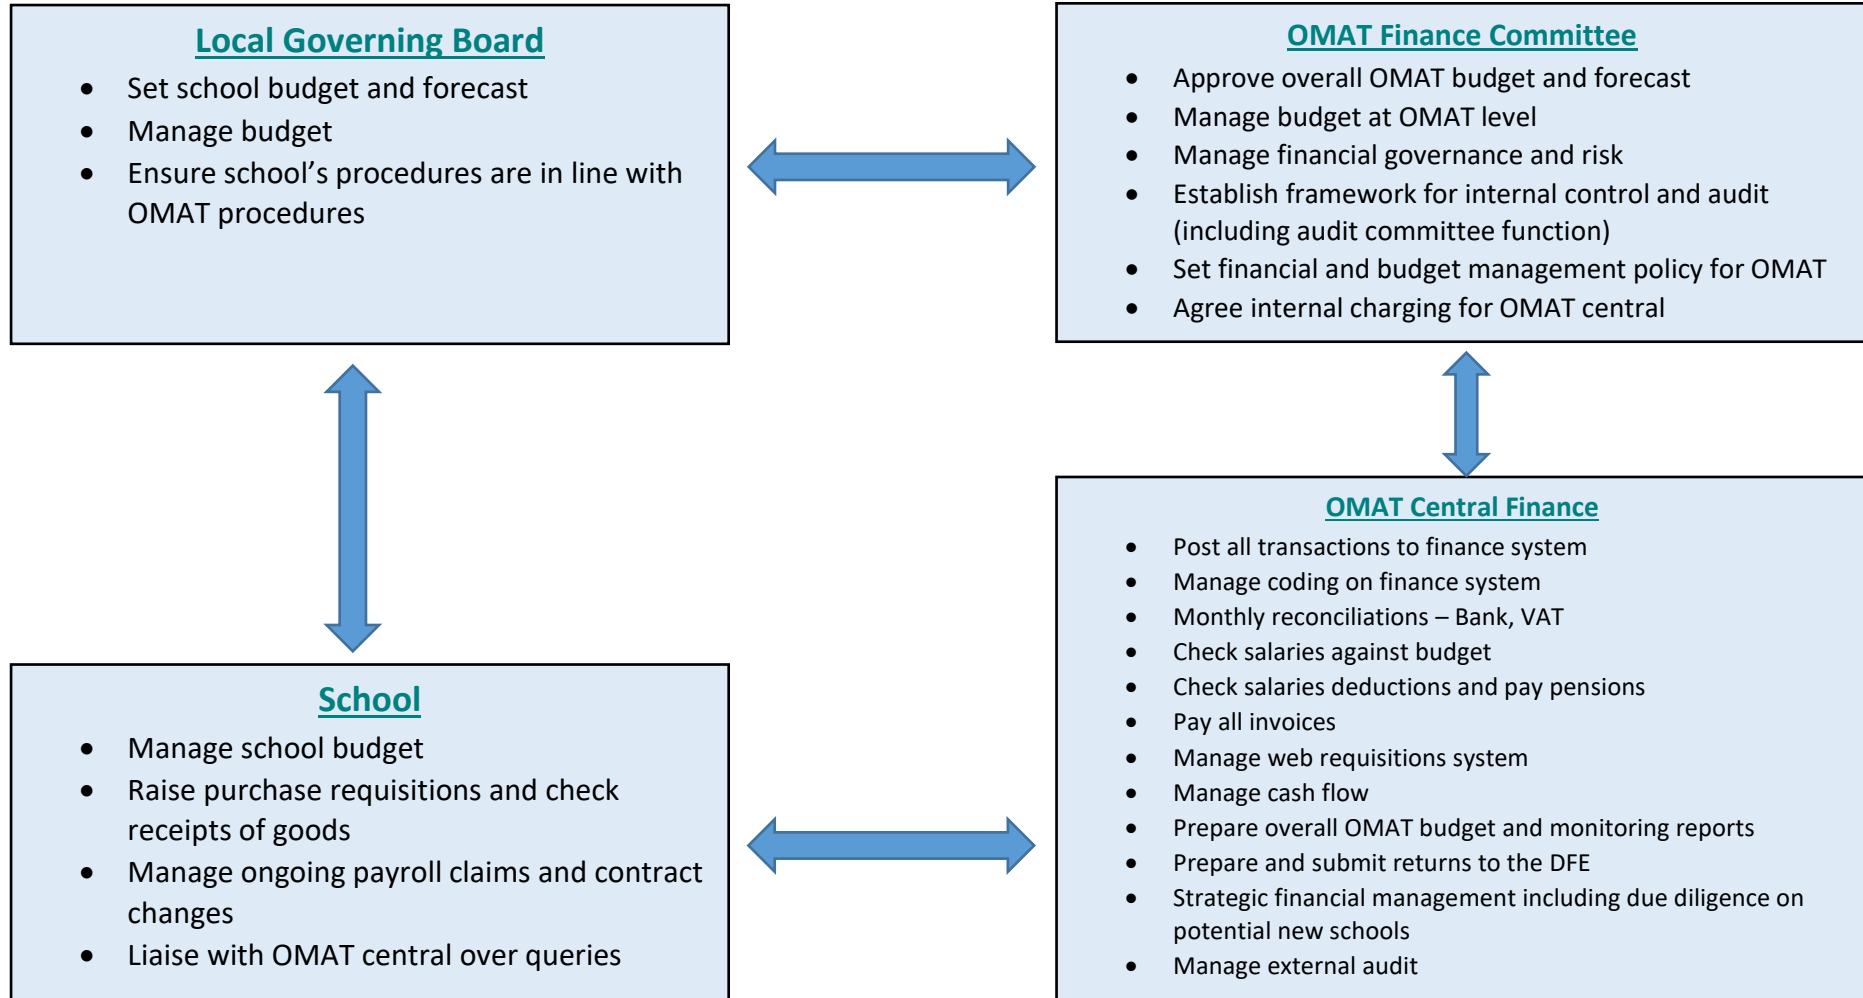 Local Governing Board
• Set school budget and forecast
• Manage budget
• Ensure school’s procedures are in line with
OMAT procedures
OMAT Finance Committee
• Approve overall OMAT budget and forecast
• Manage budget at OMAT level
• Manage financial governance and risk
• Establish framework for internal control and audit
(including audit committee function)
• Set financial and budget management policy for OMAT
• Agree internal charging for OMAT central
School
• Manage school budget
• Raise purchase requisitions and check
receipts of goods
• Manage ongoing payroll claims and contract
changes
• Liaise with OMAT central over queries
OMAT Central Finance
• Post all transactions to finance system
• Manage coding on finance system
• Monthly reconciliations – Bank, VAT
• Check salaries against budget
• Check salaries deductions and pay pensions
• Pay all invoices
• Manage web requisitions system
• Manage cash flow
• Prepare overall OMAT budget and monitoring reports
• Prepare and submit returns to the DFE
• Strategic financial management including due diligence on
potential new schools
• Manage external audit